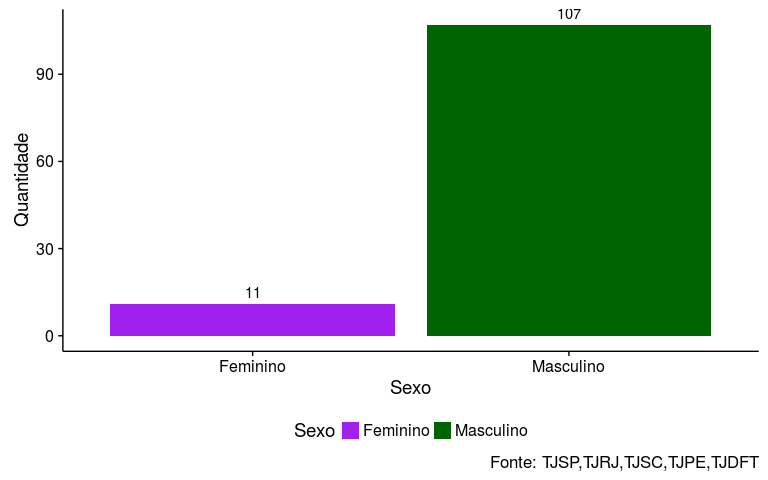 107
90
60
30
0
Quantidade
11
Feminino Masculino
Sexo
Sexo Feminino Masculino
Fonte: TJSP,TJRJ,TJSC,TJPE,TJDFT